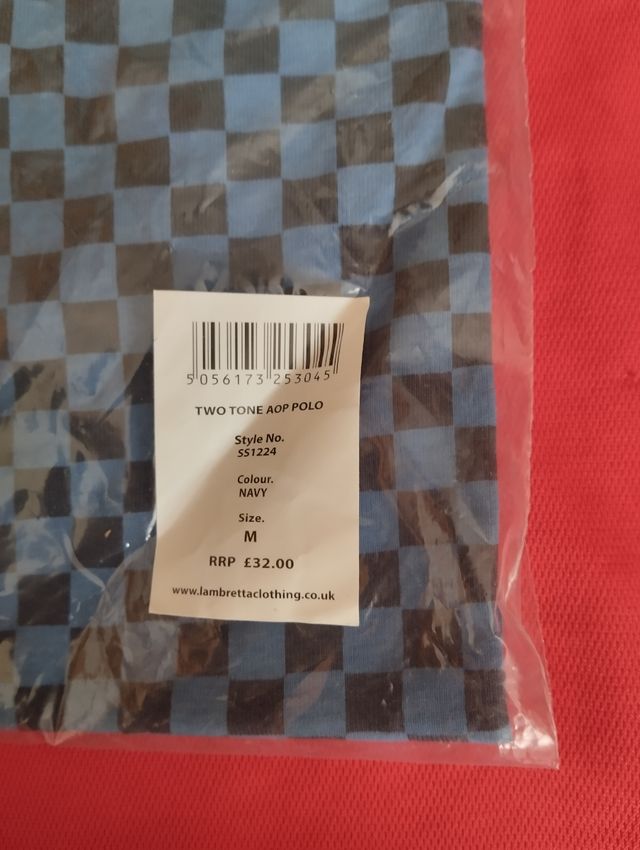 5 056173 253045
TWO TONE AOP POLO
Style No.
SS1224
Colour.
NAVY
Size.
M
RRP £32.00
www.lambrettaclothing.co.uk